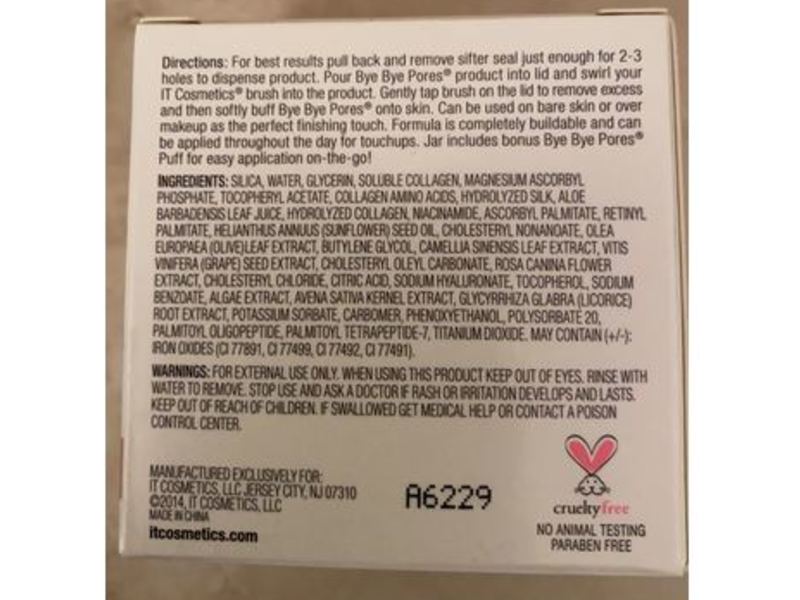 Directions: For best results pull back and remove sifter seal just enough for 2-3
holes to dispense product. Pour Bye Bye Pores® product into lid and swirl your
IT Cosmetics® brush into the product. Gently tap brush on the lid to remove excess
and then softly buff Bye Bye Pores® onto skin. Can be used on bare skin or over
makeup as the perfect finishing touch. Formula is completely buildable and can
be applied throughout the day for touchups. Jar includes bonus Bye Bye Pores®
Puff for easy application on-the-go!
INGREDIENTS: SILICA, WATER, GLYCERIN, SOLUBLE COLLAGEN, MAGNESIUM ASCORBYL
PHOSPHATE, TOCOPHERYL ACETATE, COLLAGEN AMINO ACIDS, HYDROLYZED SILK, ALOE
BARBADENSIS LEAF JUICE, HYDROLYZED COLLAGEN, NIACINAMIDE, ASCORBYL PALMITATE, RETINYL
PALMITATE, HELIANTHUS ANNUUS (SUNFLOWER) SEED OIL, CHOLESTERYL NONANOATE, OLEA
EUROPAEA (OLIVE) LEAF EXTRACT, BUTYLENE GLYCOL, CAMELLIA SINENSIS LEAF EXTRACT, VITIS
VINIFERA (GRAPE) SEED EXTRACT, CHOLESTERYL OLEYL CARBONATE, ROSA CANINA FLOWER
EXTRACT, CHOLESTERYL CHLORIDE, CITRIC ACID, SODIUM HYALURONATE, TOCOPHEROL, SODIUM
BENZOATE, ALGAE EXTRACT, AVENA SATIVA KERNEL EXTRACT, GLYCYRRHIZA GLABRA (LICORICE)
ROOT EXTRACT, POTASSIUM SORBATE, CARBOMER, PHENOXYETHANOL, POLYSORBATE 20,
PALMITOYL OLIGOPEPTIDE, PALMITOYL TETRAPEPTIDE-7, TITANIUM DIOXIDE. MAY CONTAIN (+/-):
IRON OXIDES (CI 77891, CI 77499, CI 77492, CI 77491).
WARNINGS: FOR EXTERNAL USE ONLY. WHEN USING THIS PRODUCT KEEP OUT OF EYES. RINSE WITH
WATER TO REMOVE. STOP USE AND ASK A DOCTOR IF RASH OR IRRITATION DEVELOPS AND LASTS.
KEEP OUT OF REACH OF CHILDREN. IF SWALLOWED GET MEDICAL HELP OR CONTACT A POISON
CONTROL CENTER.
MANUFACTURED EXCLUSIVELY FOR:
IT COSMETICS, LLC JERSEY CITY, NJ 07310
©2014, IT COSMETICS, LLC
MADE IN CHINA
itcosmetics.com
A6229
crueltyfree
NO ANIMAL TESTING
PARABEN FREE